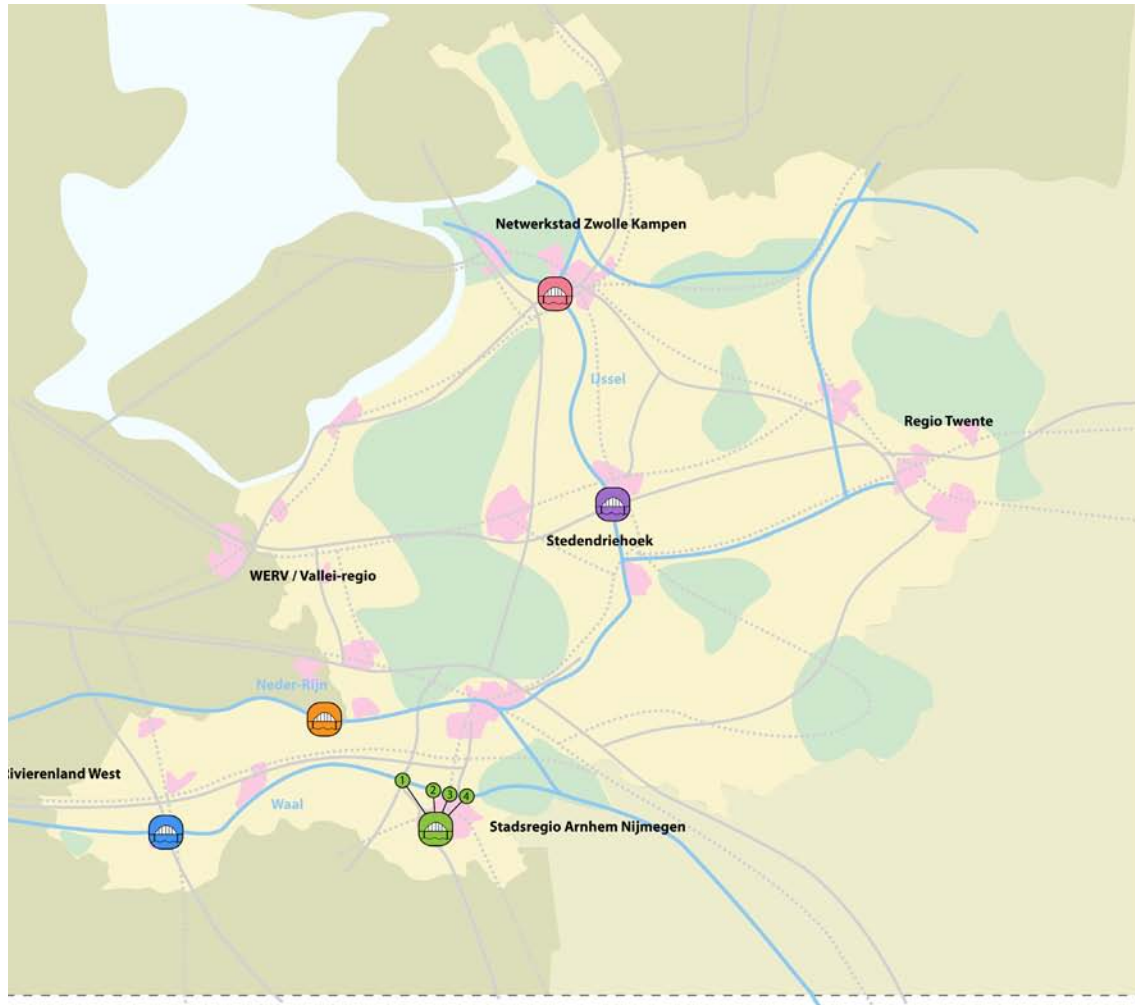 Netwerkstad Zwolle Kampen
IJssel
Regio Twente
Stedendriehoek
WERV / Vallei-regio
Neder-Rijn
ivierenland West
Waal
1
2
3
4
Stadsregio Arnhem Nijmegen